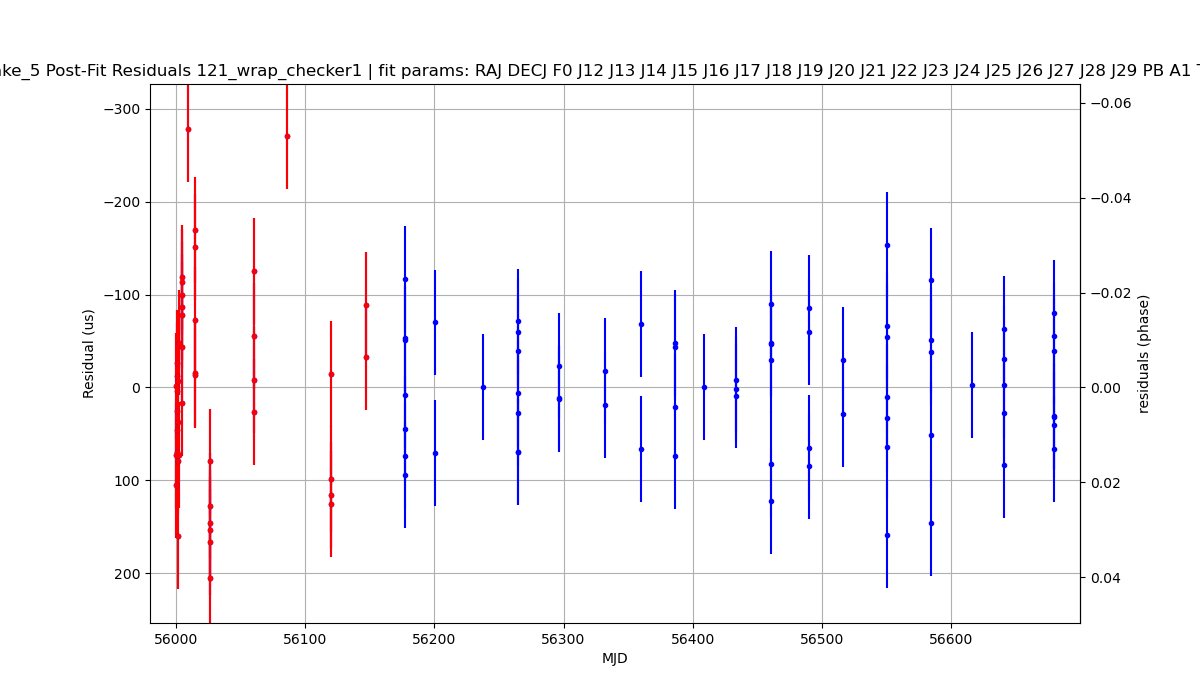 5 Post-Fit Residuals 121_wrap_checker1 | fit params: RAJ DECJ F0 J12 J13 J14 J15 J16 J17 J18 J19 J20 J21 J22 J23 J24 J25 J26 J27 J28 J29 PB A1
−300
−200
−100
0
100
200
Residual (us)
−0.06
−0.04
−0.02
0.00
0.02
0.04
residuals (phase)
56000 56100 56200 56300 56400 56500 56600
MJD